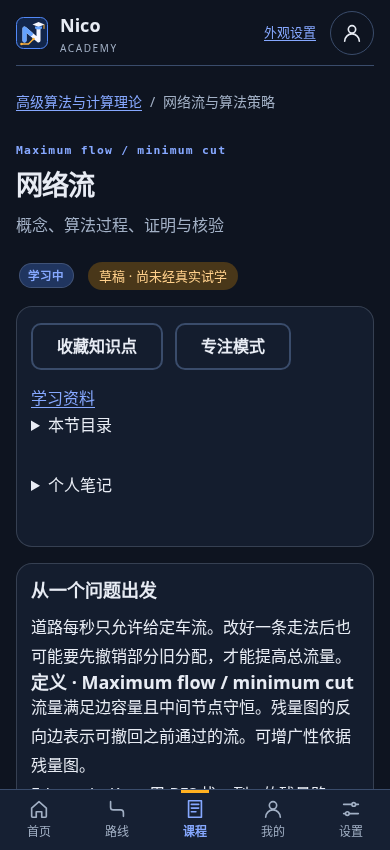 Nico
ACADEMY
外观设置
高级算法与计算理论 / 网络流与算法策略
Maximum flow / minimum cut
网络流
概念、算法过程、证明与核验
学习中
草稿 · 尚未经真实试学
收藏知识点
专注模式
学习资料
本节目录
个人笔记
从一个问题出发
道路每秒只允许给定车流。改好一条走法后也
可能要先撤销部分旧分配，才能提高总流量。
定义 · Maximum flow / minimum cut
流量满足边容量且中间节点守恒。残量图的反
向边表示可撤回之前通过的流。可增广性依据
残量图。
首页
路线
课程
我的
设置